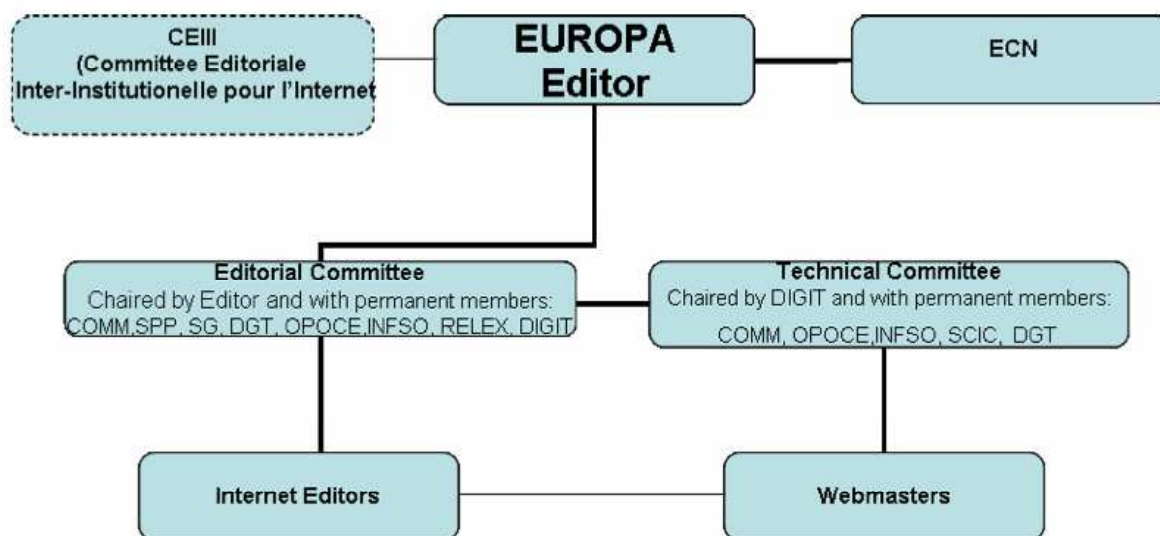 CEIII
(Committee Editoriale
Inter-Institutionelle pour l'Internet
EUROPA
Editor
ECN
Editorial Committee
Chaired by Editor and with permanent members:
COMM,SPP, SG, DGT, OPOCE,INFSO, RELEX, DIGIT
Technical Committee
Chaired by DIGIT and with permanent members:
COMM, OPOCE,INFSO, SCIC, DGT
Internet Editors
Webmasters